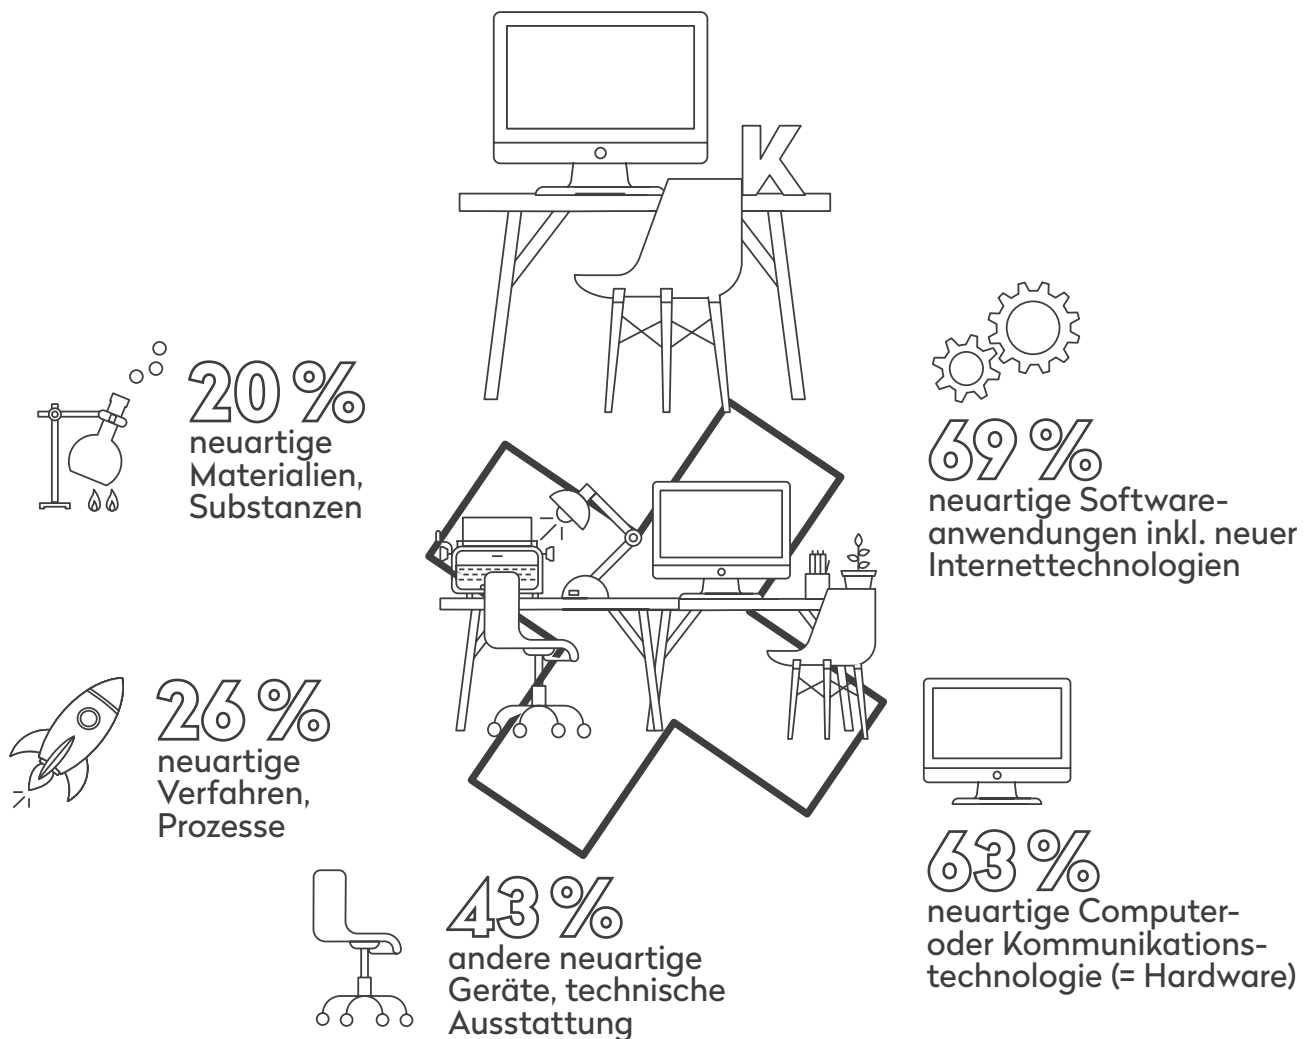 K
20 %
neuartige
Materialien,
Substanzen
69 %
neuartige Software-
anwendungen inkl. neuer
Internettechnologien
26 %
neuartige
Verfahren,
Prozesse
63 %
neuartige Computer-
oder Kommunikations-
technologie (= Hardware)
43 %
andere neuartige
Geräte, technische
Ausstattung